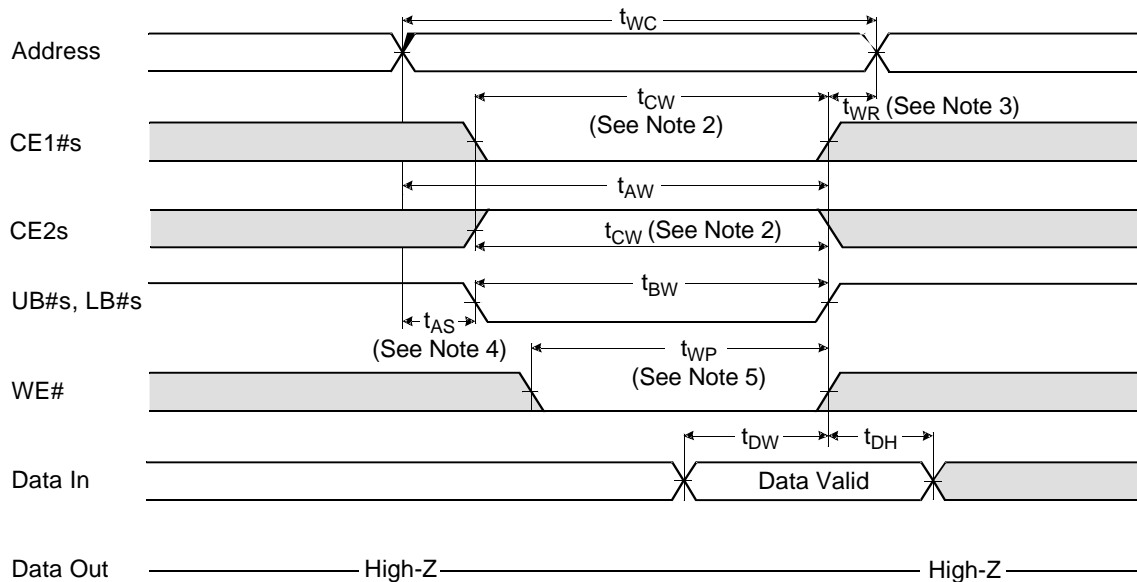 tWC
Address
tCW
(See Note 2)
tWR (See Note 3)
CE1#s
tAW
CE2s
tCW (See Note 2)
tBW
UB#s, LB#s
tAS
(See Note 4)
tWP
(See Note 5)
WE#
tDW
tDH
Data In
Data Valid
Data Out
High-Z
High-Z